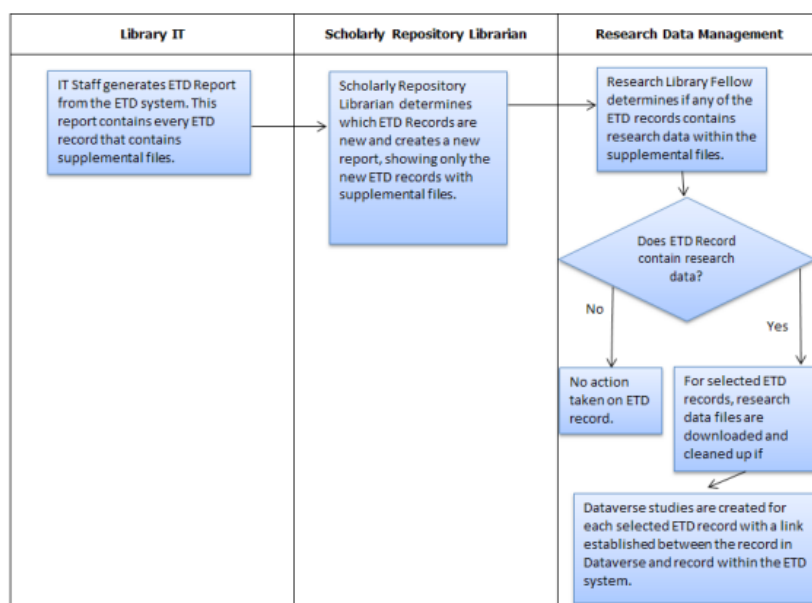 Library IT
Scholarly Repository Librarian
Research Data Management
IT Staff generates ETD Report
from the ETD system. This
report contains every ETD
record that contains
supplemental files.
Scholarly Repository
Librarian determines
which ETD Records are
new and creates a new
report, showing only the
new ETD records with
supplemental files.
Research Library Fellow
determines if any of the
ETD records contains
research data within the
supplemental files.
Does ETD Record
contain research
data?
No
Yes
No action
taken on ETD
record.
For selected ETD
records, research
data files are
downloaded and
cleaned up if
Dataverse studies are created for
each selected ETD record with a link
established between the record in
Dataverse and record within the ETD
system.